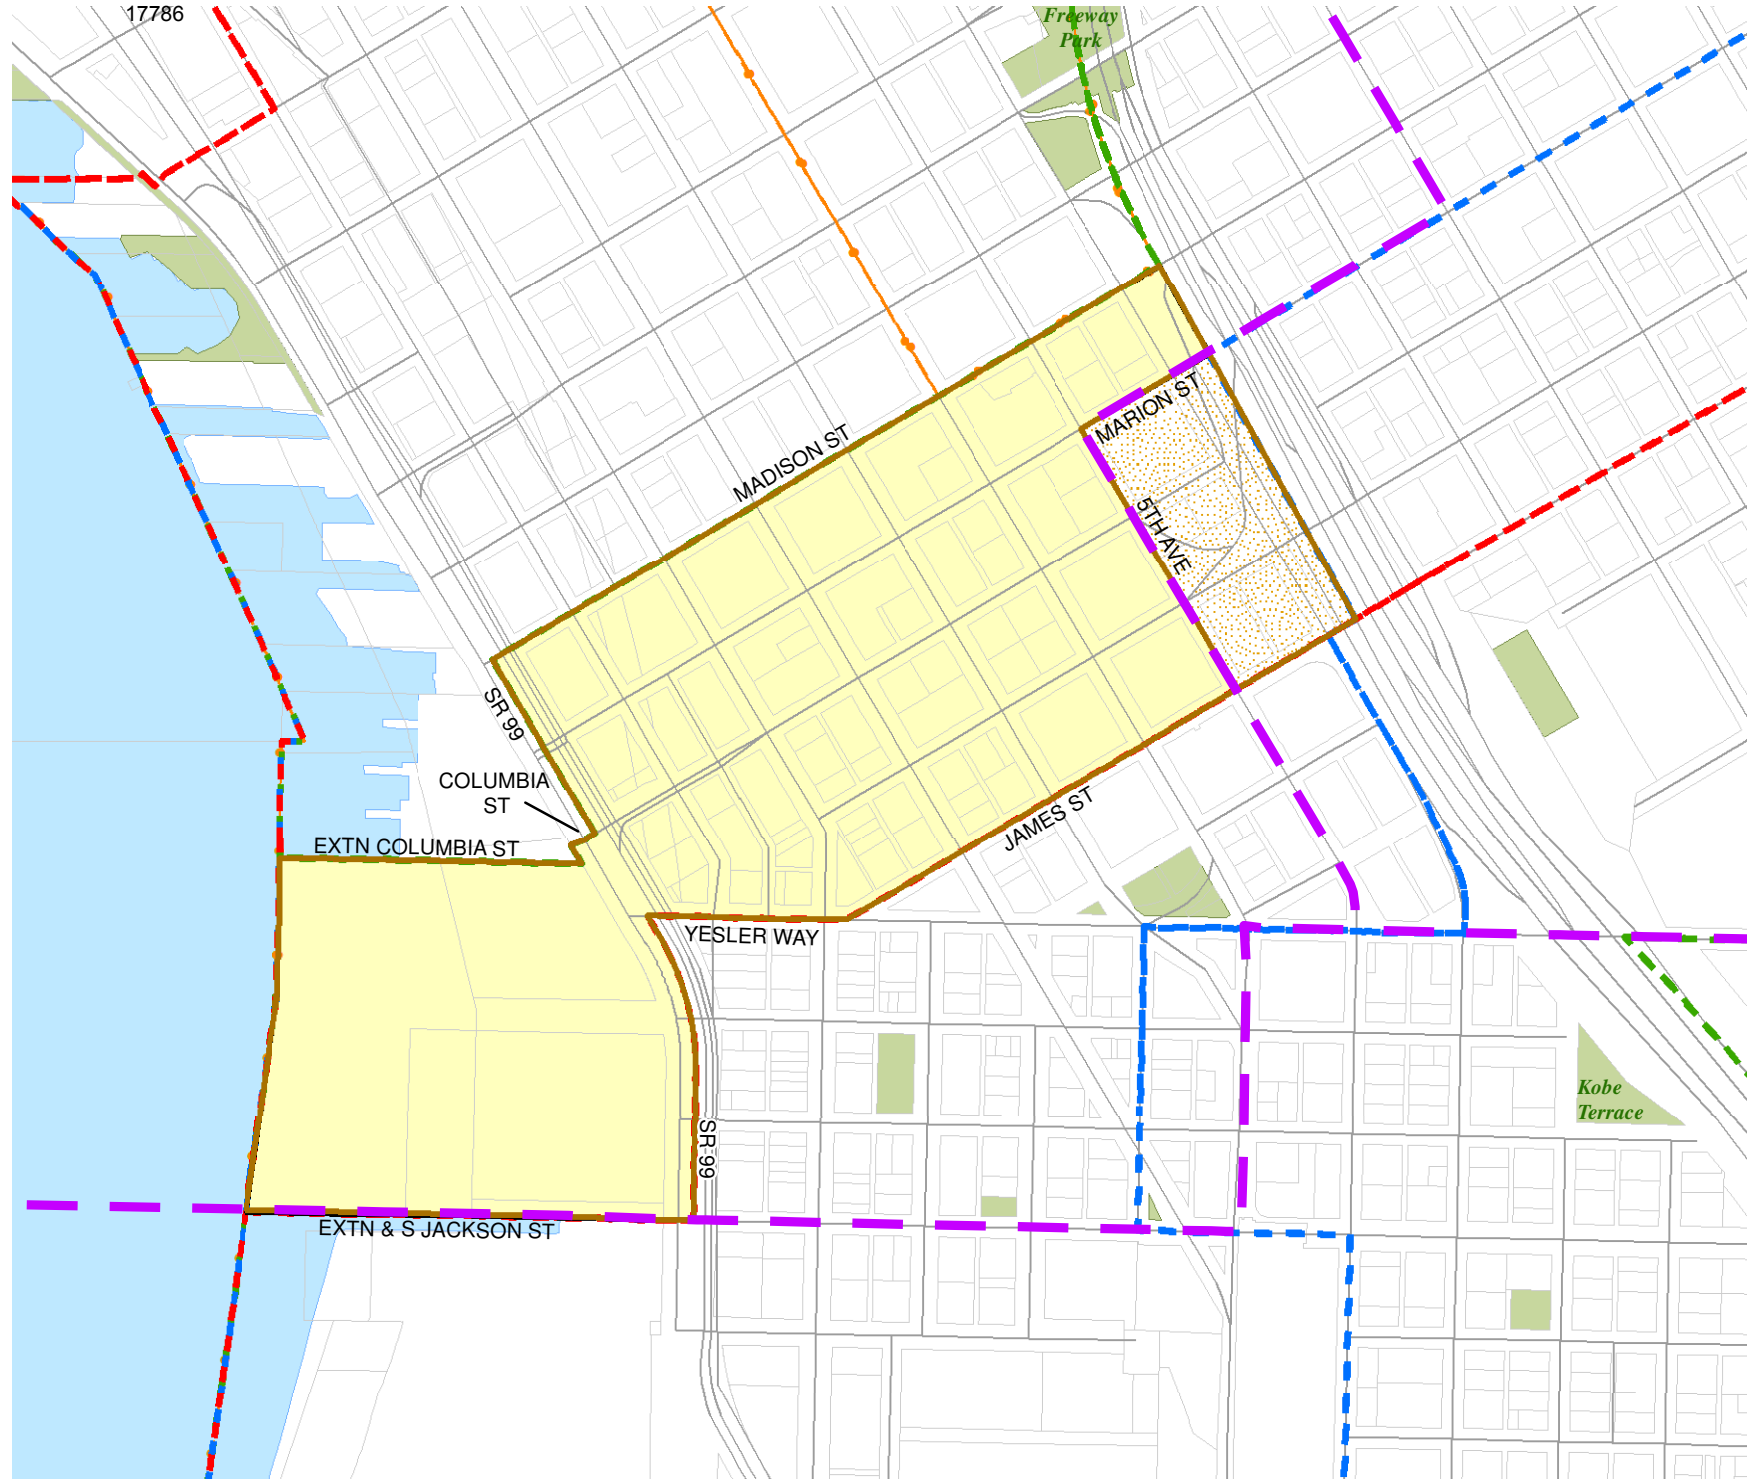 17786
Freeway
Park
MARION ST
MADISON ST
5TH AVE
SR 99
COLUMBIA
ST
JAMES ST
EXTN COLUMBIA ST
YESLER WAY
Kobe
Terrace
SR 99
EXTN & S JACKSON ST